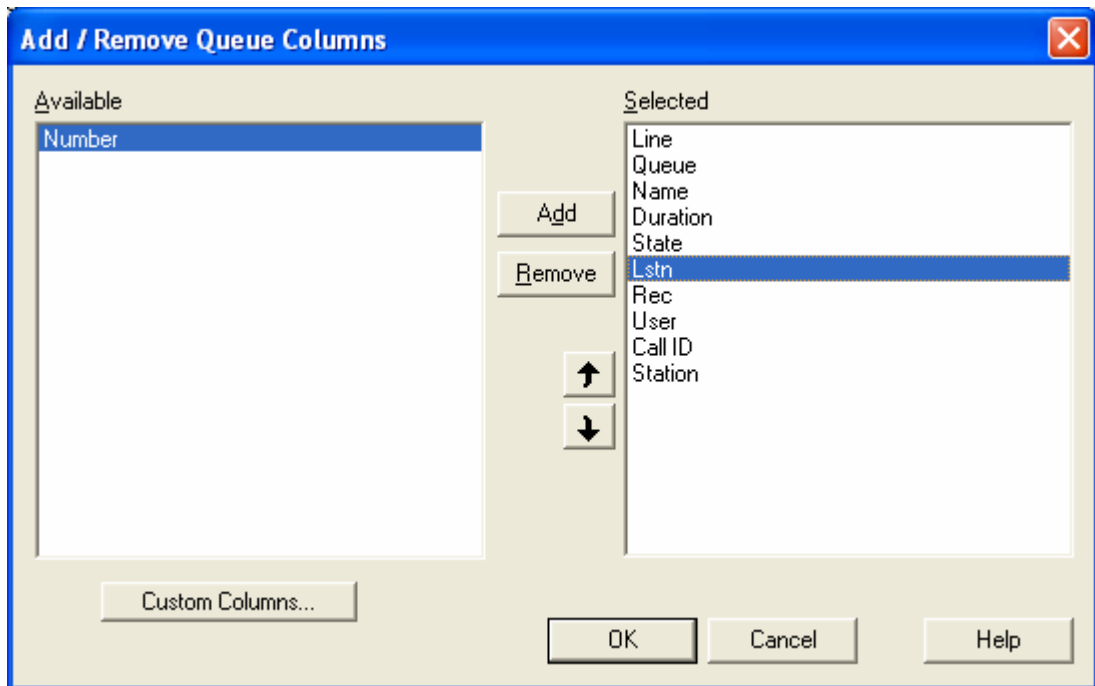 Add / Remove Queue Columns
Available
Number
Add
Remove
Selected
Line
Queue
Name
Duration
State
Lstn
Rec
User
Call ID
Station
Custom Columns...
OK
Cancel
Help